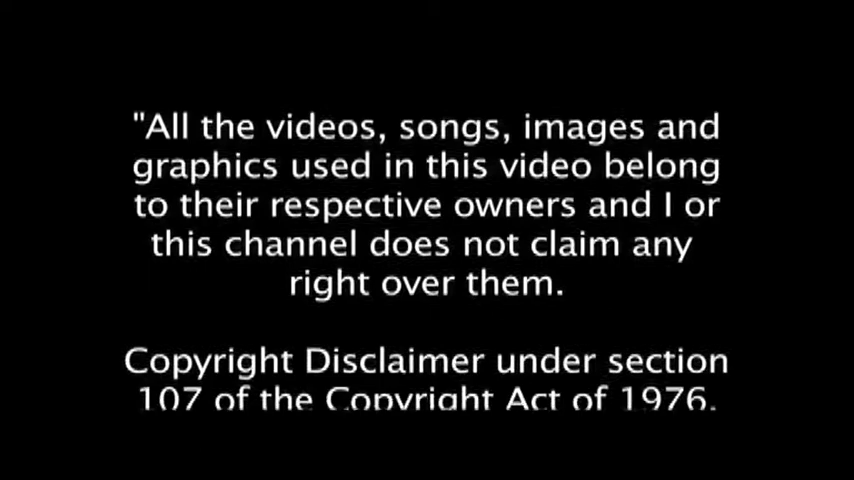 "All the videos, songs, images and
graphics used in this video belong
to their respective owners and I or
this channel does not claim any
right over them.
Copyright Disclaimer under section
107 of the Copyright Act of 1976.